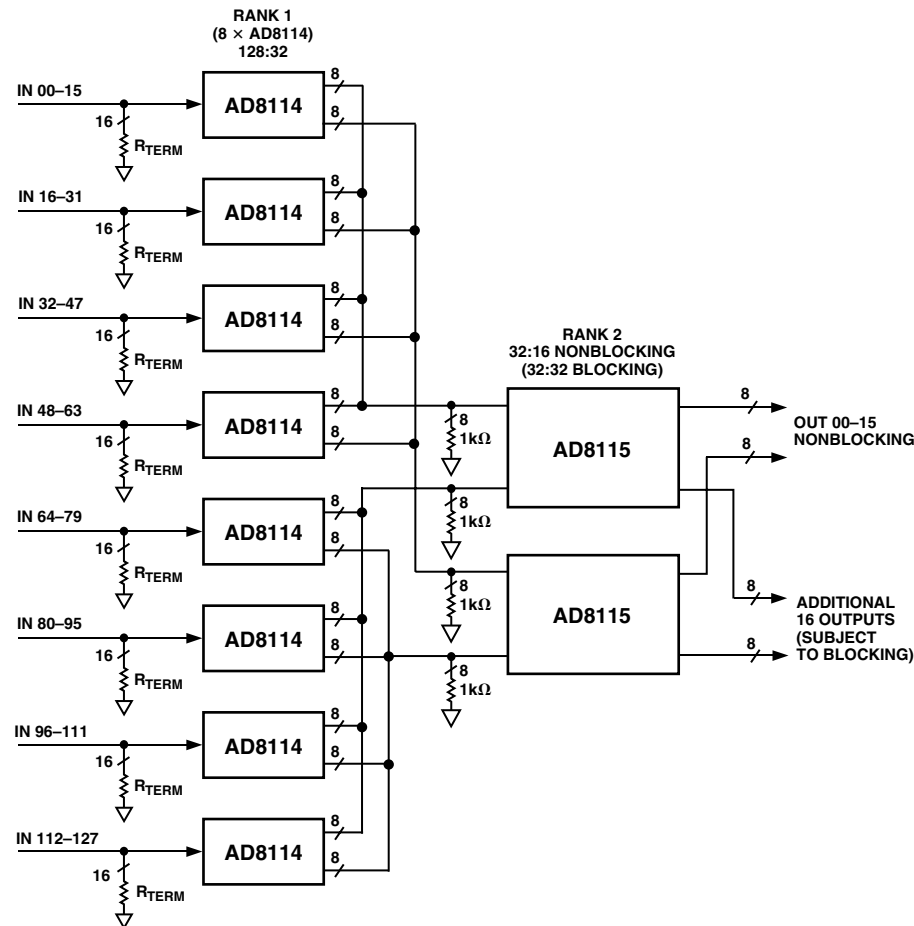 RANK 1
(8 × AD8114)
128:32
IN 00–15
16
RTERM
AD8114
8
8
IN 16–31
16
RTERM
AD8114
8
8
IN 32–47
16
RTERM
AD8114
8
8
IN 48–63
16
RTERM
AD8114
8
8
IN 64–79
16
RTERM
AD8114
8
8
IN 80–95
16
RTERM
AD8114
8
8
IN 96–111
16
RTERM
AD8114
8
8
IN 112–127
16
RTERM
AD8114
8
8
RANK 2
32:16 NONBLOCKING
(32:32 BLOCKING)
8
1kΩ
8
1kΩ
AD8115
8
1kΩ
8
1kΩ
AD8115
8
8
OUT 00–15
NONBLOCKING
8
8
ADDITIONAL
16 OUTPUTS
(SUBJECT
TO BLOCKING)